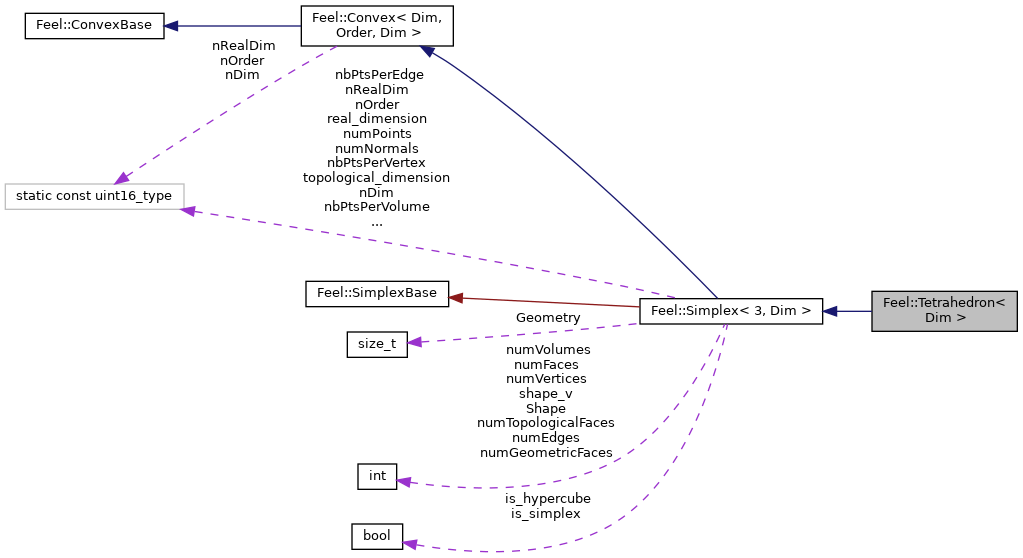 Feel::ConvexBase
Feel::Convex< Dim,
Order, Dim >
nRealDim
nOrder
nDim
nbPtsPerEdge
nRealDim
nOrder
real_dimension
numPoints
numNormals
nbPtsPerVertex
topological_dimension
nDim
nbPtsPerVolume
...
static const uint16_type
Feel::SimplexBase
Feel::Simplex< 3, Dim >
Feel::Tetrahedron<
Dim >
Geometry
size_t
numVolumes
numFaces
numVertices
shape_v
Shape
numTopologicalFaces
numEdges
numGeometricFaces
int
is_hypercube
is_simplex
bool